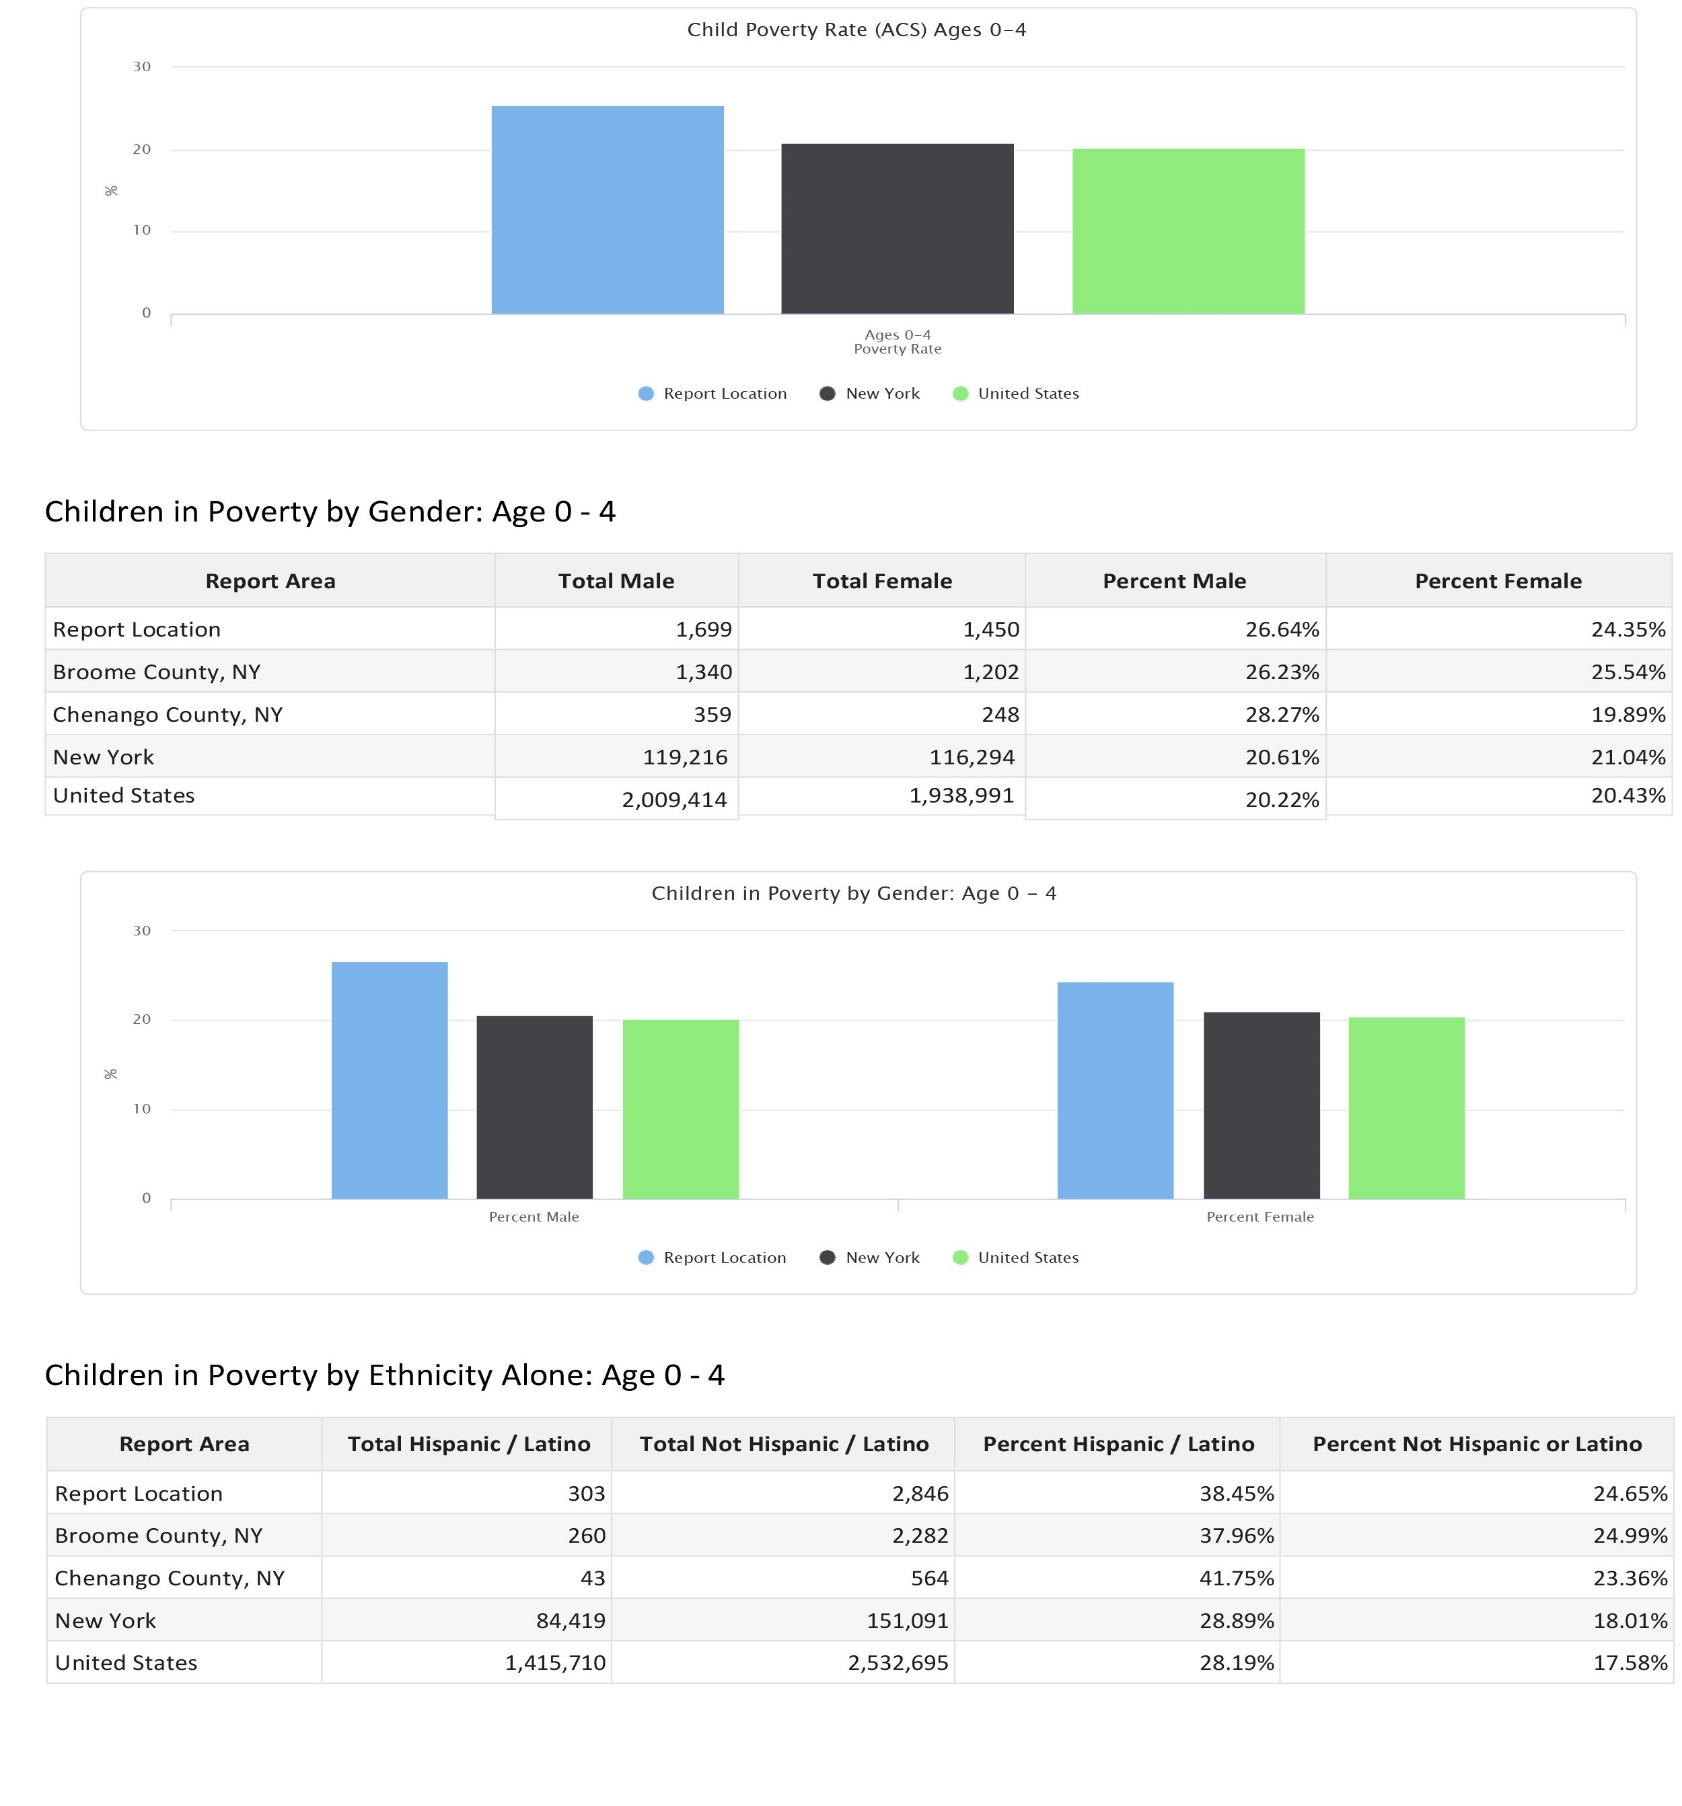 Child Poverty Rate (ACS) Ages 0–4
30
20
10
0
%
Ages 0–4
Poverty Rate
Report Location New York United States
Children in Poverty by Gender: Age 0 - 4
Report Area Total Male Total Female Percent Male Percent Female
Report Location 1,699 1,450 26.64% 24.35%
Broome County, NY 1,340 1,202 26.23% 25.54%
Chenango County, NY 359 248 28.27% 19.89%
New York 119,216 116,294 20.61% 21.04%
United States 2,009,414 1,938,991 20.22% 20.43%
Children in Poverty by Gender: Age 0 – 4
30
20
10
0
%
Percent Male Percent Female
Report Location New York United States
Children in Poverty by Ethnicity Alone: Age 0 - 4
Report Area Total Hispanic / Latino Total Not Hispanic / Latino Percent Hispanic / Latino Percent Not Hispanic or Latino
Report Location 303 2,846 38.45% 24.65%
Broome County, NY 260 2,282 37.96% 24.99%
Chenango County, NY 43 564 41.75% 23.36%
New York 84,419 151,091 28.89% 18.01%
United States 1,415,710 2,532,695 28.19% 17.58%